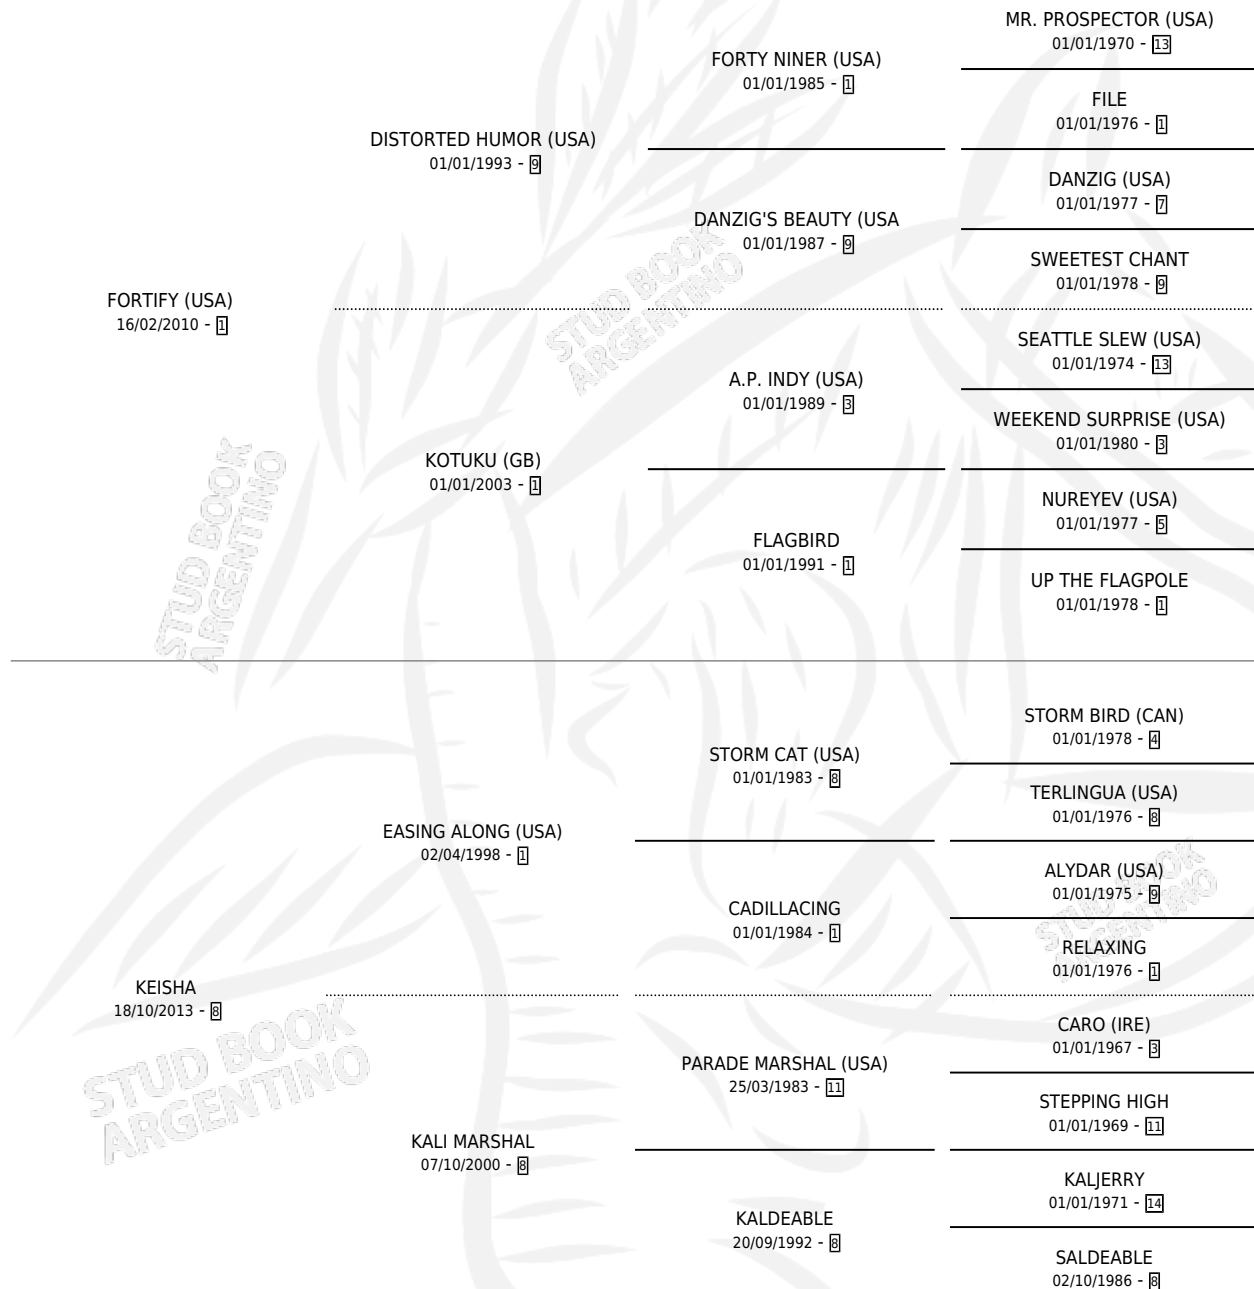 MR. PROSPECTOR (USA)
01/01/1970 - 13
FORTY NINER (USA)
01/01/1985 - 1
FILE
01/01/1976 - 1
DISTORTED HUMOR (USA)
01/01/1993 - 9
DANZIG (USA)
01/01/1977 - 7
DANZIG'S BEAUTY (USA
01/01/1987 - 9
SWEETEST CHANT
01/01/1978 - 9
FORTIFY (USA)
16/02/2010 - 1
SEATTLE SLEW (USA)
01/01/1974 - 13
A.P. INDY (USA)
01/01/1989 - 3
WEEKEND SURPRISE (USA)
01/01/1980 - 3
KOTUKU (GB)
01/01/2003 - 1
NUREYEV (USA)
01/01/1977 - 5
FLAGBIRD
01/01/1991 - 1
UP THE FLAGPOLE
01/01/1978 - 1
STORM BIRD (CAN)
01/01/1978 - 4
STORM CAT (USA)
01/01/1983 - 8
TERLINGUA (USA)
01/01/1976 - 8
EASING ALONG (USA)
02/04/1998 - 1
ALYDAR (USA)
01/01/1975 - 9
CADILLACING
01/01/1984 - 1
RELAXING
01/01/1976 - 1
KEISHA
18/10/2013 - 8
CARO (IRE)
01/01/1967 - 3
PARADE MARSHAL (USA)
25/03/1983 - 11
STEPPING HIGH
01/01/1969 - 11
KALI MARSHAL
07/10/2000 - 8
KALJERRY
01/01/1971 - 14
KALDEABLE
20/09/1992 - 8
SALDEABLE
02/10/1986 - 8
STUD BOOK
ARGENTINO
STUD BOOK
ARGENTINO
STUD BOOK
ARGENTINO
STUD BOOK
ARGENTINO